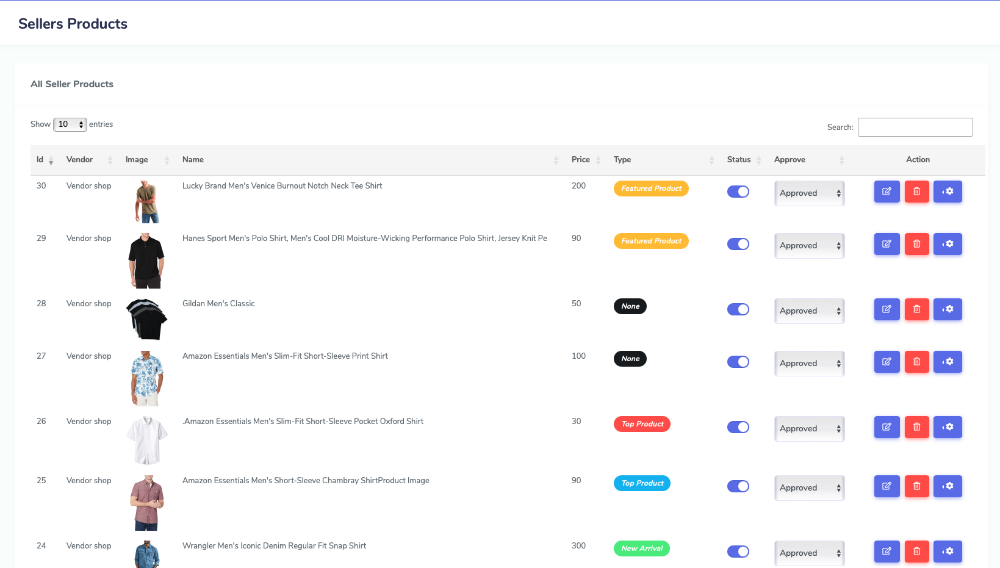 Sellers Products
All Seller Products
Show 10 entries
Search:
Id Vendor Image Name Price Type Status Approve Action
30 Vendor shop Lucky Brand Men's Venice Burnout Notch Neck Tee Shirt 200 Featured Product Approved
29 Vendor shop Hanes Sport Men's Polo Shirt, Men's Cool DRI Moisture-Wicking Performance Polo Shirt, Jersey Knit Pe 90 Featured Product Approved
28 Vendor shop Gildan Men's Classic 50 None Approved
27 Vendor shop Amazon Essentials Men's Slim-Fit Short-Sleeve Print Shirt 100 None Approved
26 Vendor shop .Amazon Essentials Men's Slim-Fit Short-Sleeve Pocket Oxford Shirt 30 Top Product Approved
25 Vendor shop Amazon Essentials Men's Short-Sleeve Chambray ShirtProduct Image 90 Top Product Approved
24 Vendor shop Wrangler Men's Iconic Denim Regular Fit Snap Shirt 300 New Arrival Approved